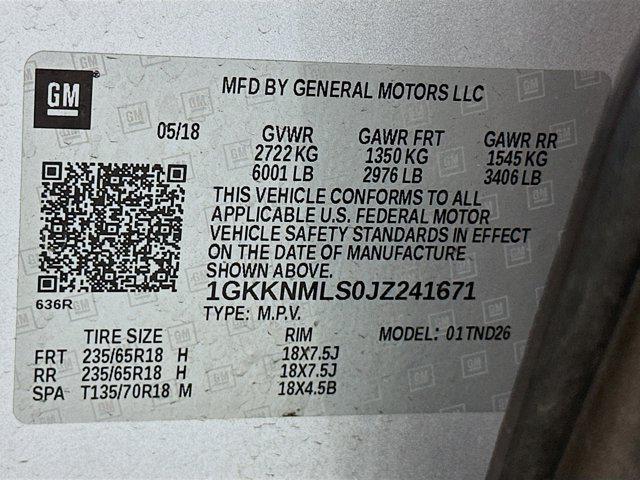 GM
MFD BY GENERAL MOTORS LLC
05/18 GVWR GAWR FRT GAWR RR
2722 KG 1350 KG 1545 KG
6001 LB 2976 LB 3406 LB
THIS VEHICLE CONFORMS TO ALL
APPLICABLE U.S. FEDERAL MOTOR
VEHICLE SAFETY STANDARDS IN EFFECT
ON THE DATE OF MANUFACTURE
SHOWN ABOVE.
1GKKNMLS0JZ241671
636R
TYPE: M.P.V.
TIRE SIZE RIM MODEL: 01TND26
FRT 235/65R18 H 18X7.5J
RR 235/65R18 H 18X7.5J
SPA T135/70R18 M 18X4.5B